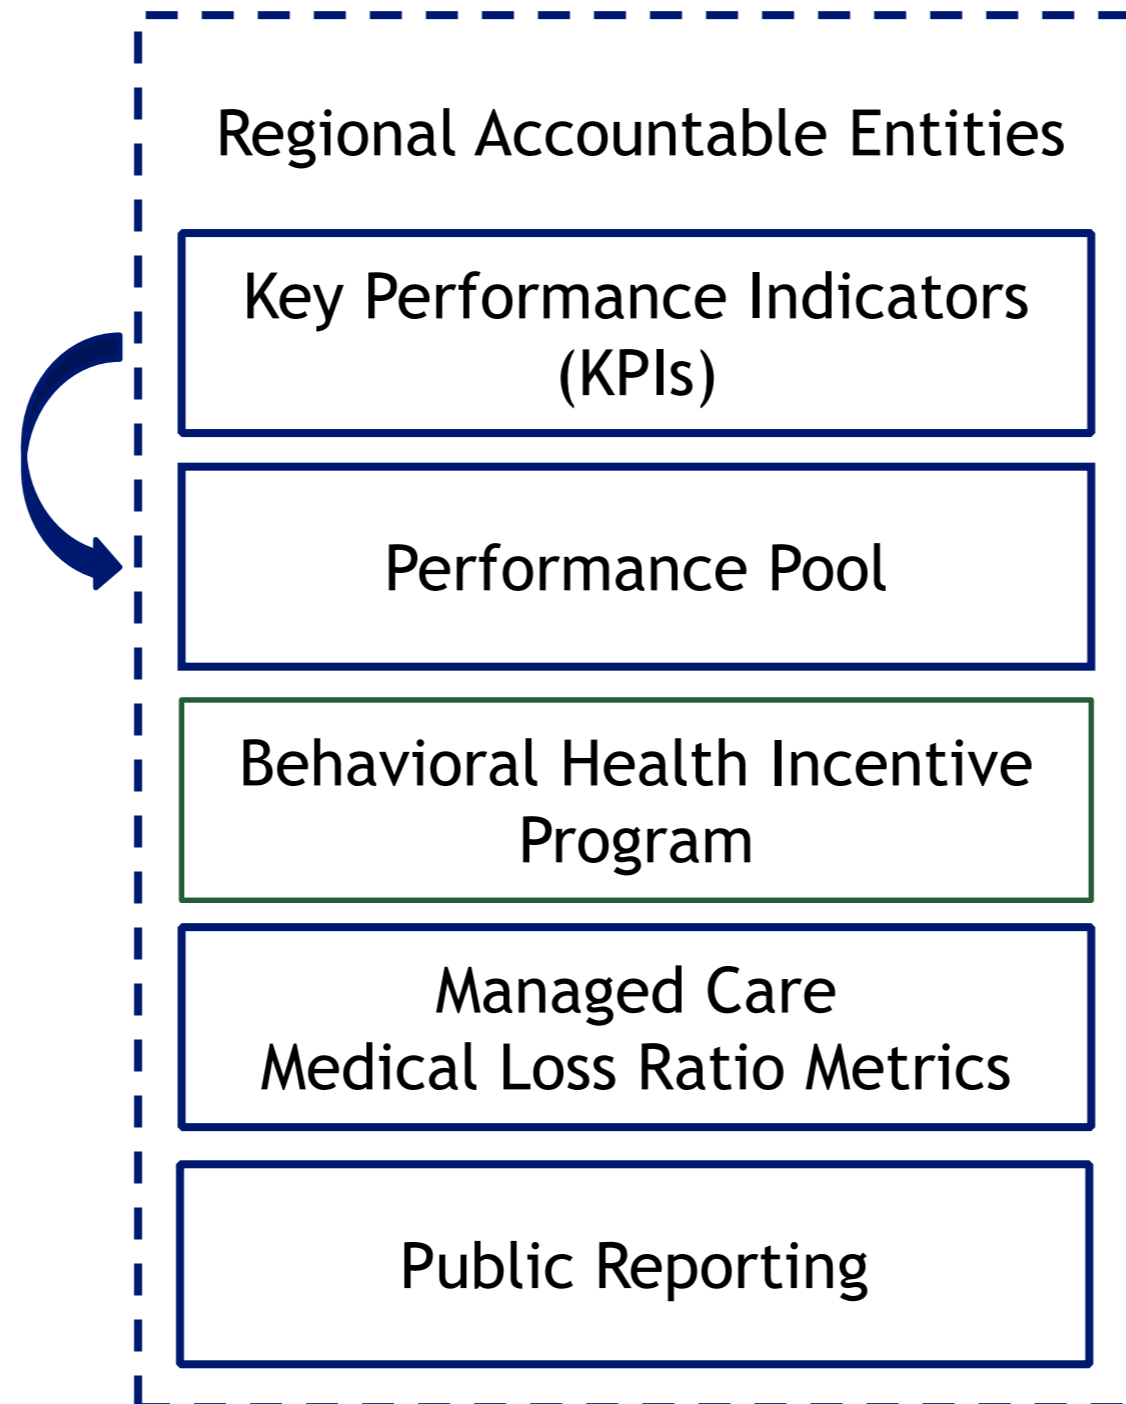 Regional Accountable Entities
Key Performance Indicators
(KPIs)
Performance Pool
Behavioral Health Incentive
Program
Managed Care
Medical Loss Ratio Metrics
Public Reporting